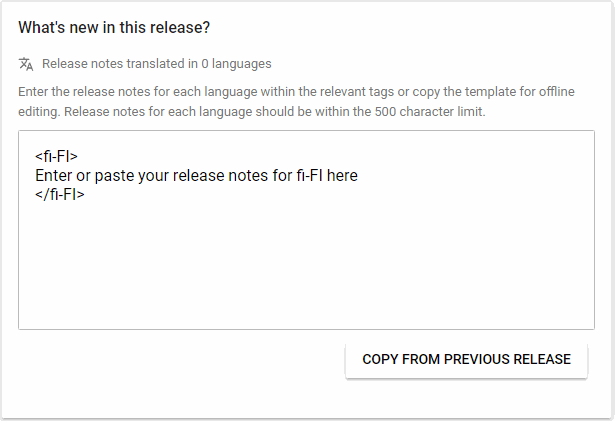 What's new in this release?
Release notes translated in 0 languages
Enter the release notes for each language within the relevant tags or copy the template for offline
editing. Release notes for each language should be within the 500 character limit.
<fi-FI>
Enter or paste your release notes for fi-FI here
</fi-FI>
COPY FROM PREVIOUS RELEASE